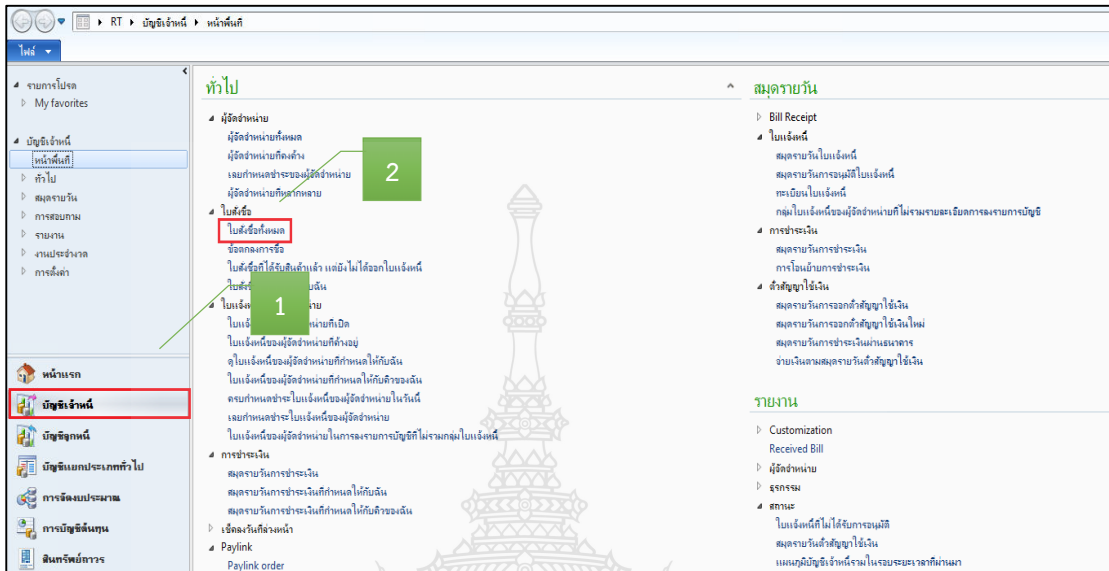 RT ▸ บัญชีเจ้าหนี้ ▸ หน้าพื้นที่
ไฟล์
รายการโปรด
My favorites
บัญชีเจ้าหนี้
หน้าพื้นที่
ทั่วไป
สมุดรายวัน
การสอบถาม
รายงาน
งานประจำงวด
การตั้งค่า
หน้าแรก
บัญชีเจ้าหนี้
บัญชีลูกหนี้
บัญชีแยกประเภททั่วไป
การจัดงบประมาณ
การบัญชีต้นทุน
สินทรัพย์ถาวร
ทั่วไป
ผู้จัดจำหน่าย
ผู้จัดจำหน่ายทั้งหมด
ผู้จัดจำหน่ายที่คงค้าง
เลยกำหนดชำระของผู้จัดจำหน่าย
ผู้จัดจำหน่ายที่หลากหลาย
2
ใบสั่งซื้อ
ใบสั่งซื้อทั้งหมด
ข้อตกลงการซื้อ
ใบสั่งซื้อที่ได้รับสินค้าแล้ว แต่ยังไม่ได้ออกใบแจ้งหนี้
1
ใบแจ้งหนี้ของผู้จัดจำหน่ายที่ค้างอยู่
ดูใบแจ้งหนี้ของผู้จัดจำหน่ายที่กำหนดให้กับฉัน
ใบแจ้งหนี้ของผู้จัดจำหน่ายที่กำหนดให้กับคิวของฉัน
ครบกำหนดชำระใบแจ้งหนี้ของผู้จัดจำหน่ายในวันนี้
เลยกำหนดชำระใบแจ้งหนี้ของผู้จัดจำหน่าย
ใบแจ้งหนี้ของผู้จัดจำหน่ายในการลงรายการบัญชีที่ไม่รวมกลุ่มใบแจ้งหนี้
การชำระเงิน
สมุดรายวันการชำระเงิน
สมุดรายวันการชำระเงินที่กำหนดให้กับฉัน
สมุดรายวันการชำระเงินที่กำหนดให้กับคิวของฉัน
เช็คลงวันที่ล่วงหน้า
Paylink
Paylink order
สมุดรายวัน
Bill Receipt
ใบแจ้งหนี้
สมุดรายวันใบแจ้งหนี้
สมุดรายวันการอนุมัติใบแจ้งหนี้
ทะเบียนใบแจ้งหนี้
กลุ่มใบแจ้งหนี้ของผู้จัดจำหน่ายที่ไม่รวมรายละเอียดการลงรายการบัญชี
การชำระเงิน
สมุดรายวันการชำระเงิน
การโอนย้ายการชำระเงิน
ตั๋วสัญญาใช้เงิน
สมุดรายวันการออกตั๋วสัญญาใช้เงิน
สมุดรายวันการออกตั๋วสัญญาใช้เงินใหม่
สมุดรายวันการชำระเงินผ่านธนาคาร
จ่ายเงินตามสมุดรายวันตั๋วสัญญาใช้เงิน
รายงาน
Customization
Received Bill
ผู้จัดจำหน่าย
ธุรกรรม
สถานะ
ใบแจ้งหนี้ที่ไม่ได้รับการอนุมัติ
สมุดรายวันตั๋วสัญญาใช้เงิน
แผนภูมิบัญชีเจ้าหนี้รวมในรอบระยะเวลาที่ผ่านมา